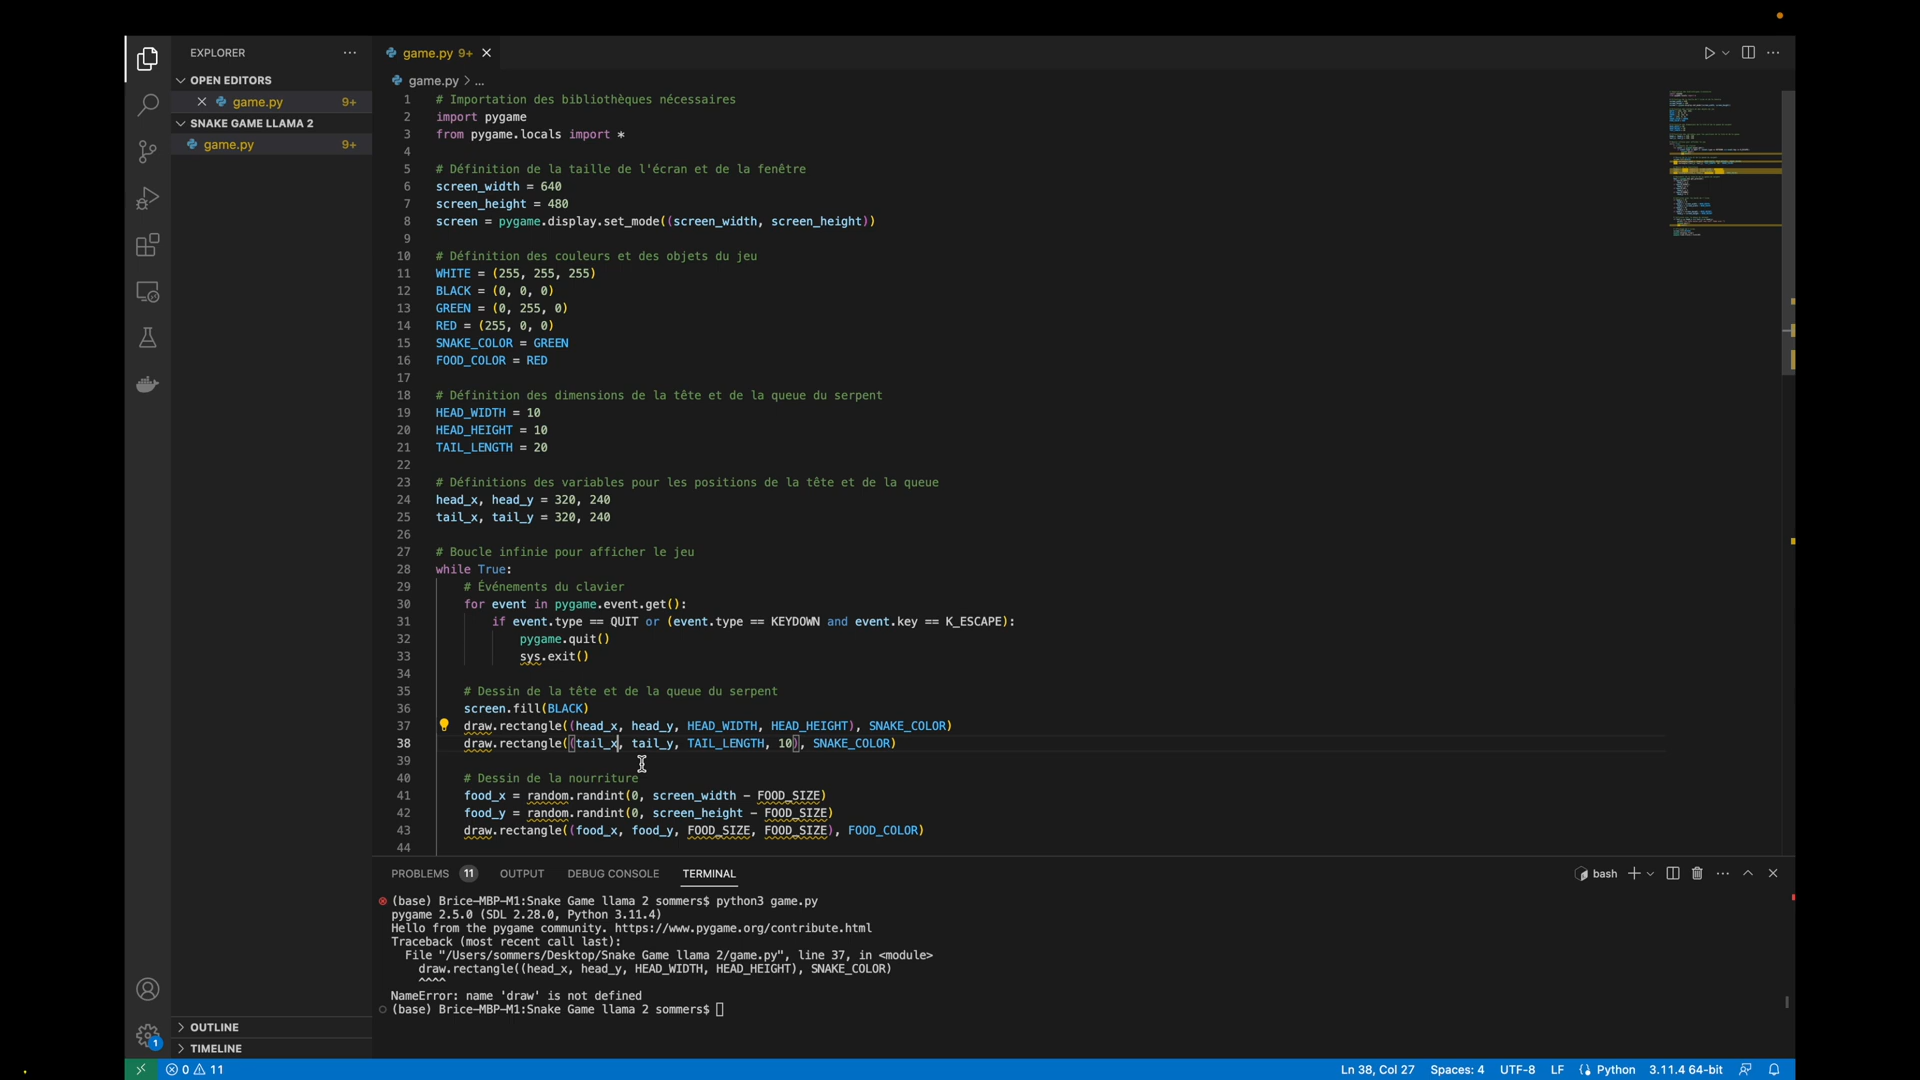 EXPLORER
game.py 9+
OPEN EDITORS
game.py 9+
SNAKE GAME LLAMA 2
game.py 9+
OUTLINE
TIMELINE
game.py > ...
1 # Importation des bibliothèques nécessaires
2 import pygame
3 from pygame.locals import *
4
5 # Définition de la taille de l'écran et de la fenêtre
6 screen_width = 640
7 screen_height = 480
8 screen = pygame.display.set_mode((screen_width, screen_height))
9
10 # Définition des couleurs et des objets du jeu
11 WHITE = (255, 255, 255)
12 BLACK = (0, 0, 0)
13 GREEN = (0, 255, 0)
14 RED = (255, 0, 0)
15 SNAKE_COLOR = GREEN
16 FOOD_COLOR = RED
17
18 # Définition des dimensions de la tête et de la queue du serpent
19 HEAD_WIDTH = 10
20 HEAD_HEIGHT = 10
21 TAIL_LENGTH = 20
22
23 # Définitions des variables pour les positions de la tête et de la queue
24 head_x, head_y = 320, 240
25 tail_x, tail_y = 320, 240
26
27 # Boucle infinie pour afficher le jeu
28 while True:
29 # Événements du clavier
30 for event in pygame.event.get():
31 if event.type == QUIT or (event.type == KEYDOWN and event.key == K_ESCAPE):
32 pygame.quit()
33 sys.exit()
34
35 # Dessin de la tête et de la queue du serpent
36 screen.fill(BLACK)
37 draw.rectangle((head_x, head_y, HEAD_WIDTH, HEAD_HEIGHT), SNAKE_COLOR)
38 draw.rectangle((tail_x, tail_y, TAIL_LENGTH, 10), SNAKE_COLOR)
39
40 # Dessin de la nourriture
41 food_x = random.randint(0, screen_width - FOOD_SIZE)
42 food_y = random.randint(0, screen_height - FOOD_SIZE)
43 draw.rectangle((food_x, food_y, FOOD_SIZE, FOOD_SIZE), FOOD_COLOR)
44
PROBLEMS 11 OUTPUT DEBUG CONSOLE TERMINAL bash
(base) Brice-MBP-M1:Snake Game llama 2 sommers$ python3 game.py
pygame 2.5.0 (SDL 2.28.0, Python 3.11.4)
Hello from the pygame community. https://www.pygame.org/contribute.html
Traceback (most recent call last):
File "/Users/sommers/Desktop/Snake Game llama 2/game.py", line 37, in <module>
draw.rectangle((head_x, head_y, HEAD_WIDTH, HEAD_HEIGHT), SNAKE_COLOR)
^^^^
NameError: name 'draw' is not defined
(base) Brice-MBP-M1:Snake Game llama 2 sommers$
1
0 11 Ln 38, Col 27 Spaces: 4 UTF-8 LF Python 3.11.4 64-bit